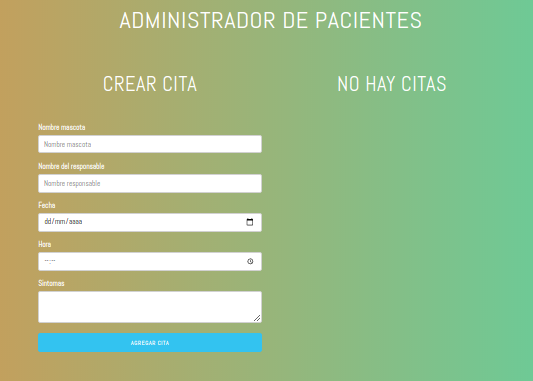 ADMINISTRADOR DE PACIENTES
CREAR CITA
NO HAY CITAS
Nombre mascota
Nombre mascota
Nombre del responsable
Nombre responsable
Fecha
dd/mm/aaaa
Hora
--:--
Sintomas
AGREGAR CITA